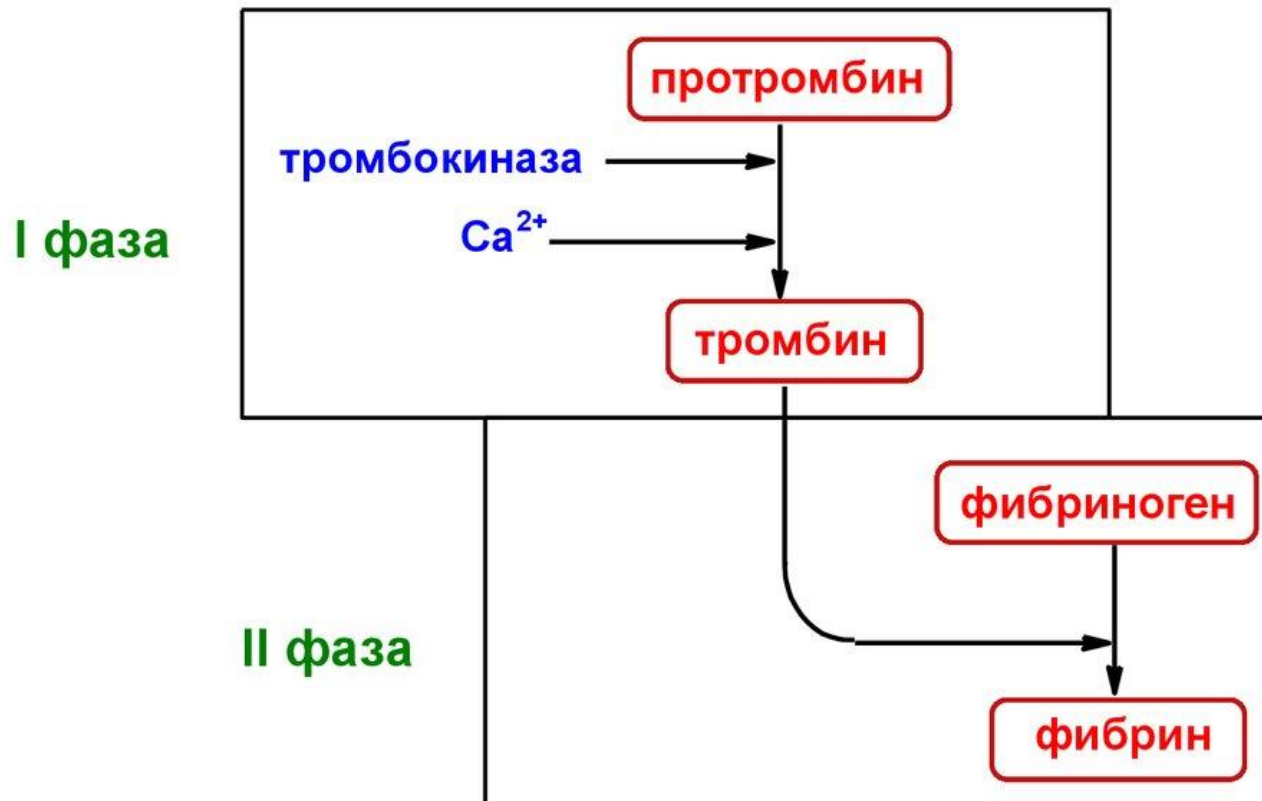 протромбин
тромбокиназа
Ca²⁺
I фаза
тромбин
фибриноген
II фаза
фибрин